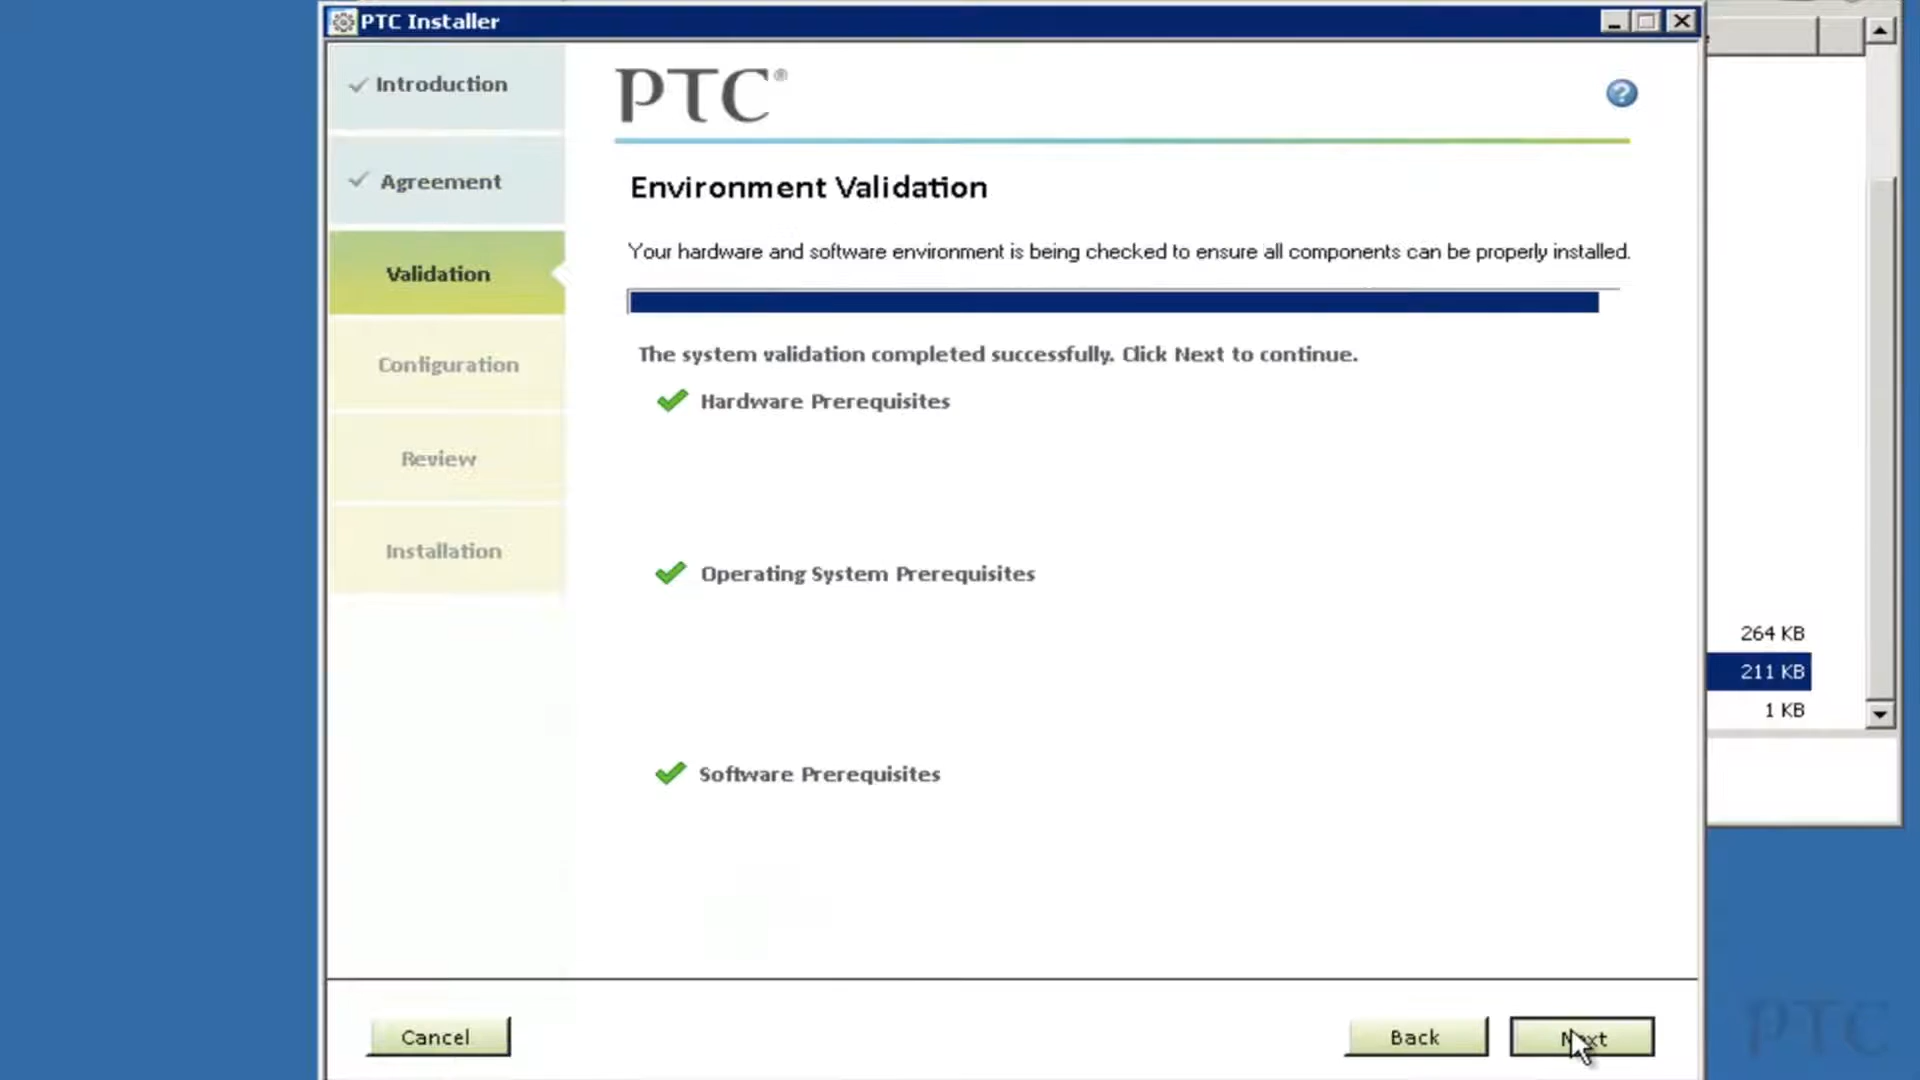 PTC Installer
Introduction
Agreement
Validation
Configuration
Review
Installation
PTC®
Environment Validation
Your hardware and software environment is being checked to ensure all components can be properly installed.
The system validation completed successfully. Click Next to continue.
Hardware Prerequisites
Operating System Prerequisites
Software Prerequisites
264 KB
211 KB
1 KB
Cancel
Back
Next
PTC